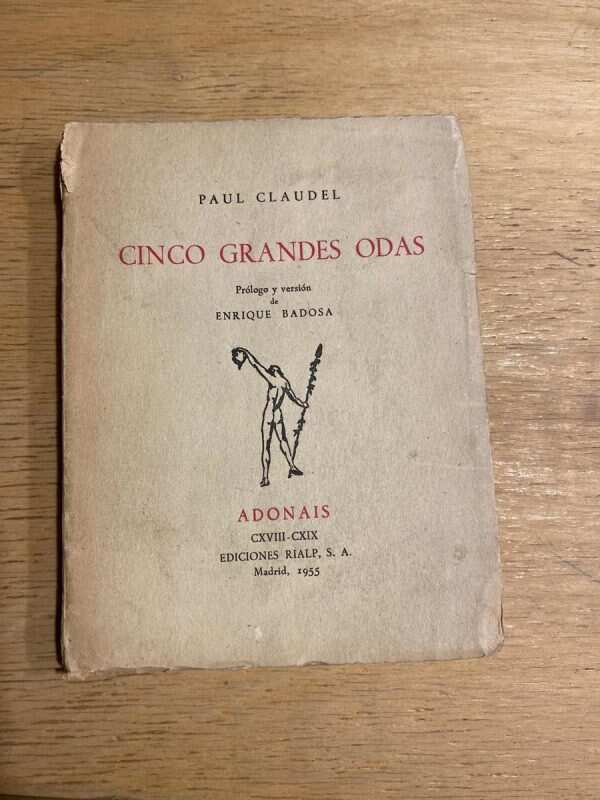 PAUL CLAUDEL
CINCO GRANDES ODAS
Prólogo y versión
de
ENRIQUE BADOSA
ADONAIS
CXVIII-CXIX
EDICIONES RIALP, S. A.
Madrid, 1955